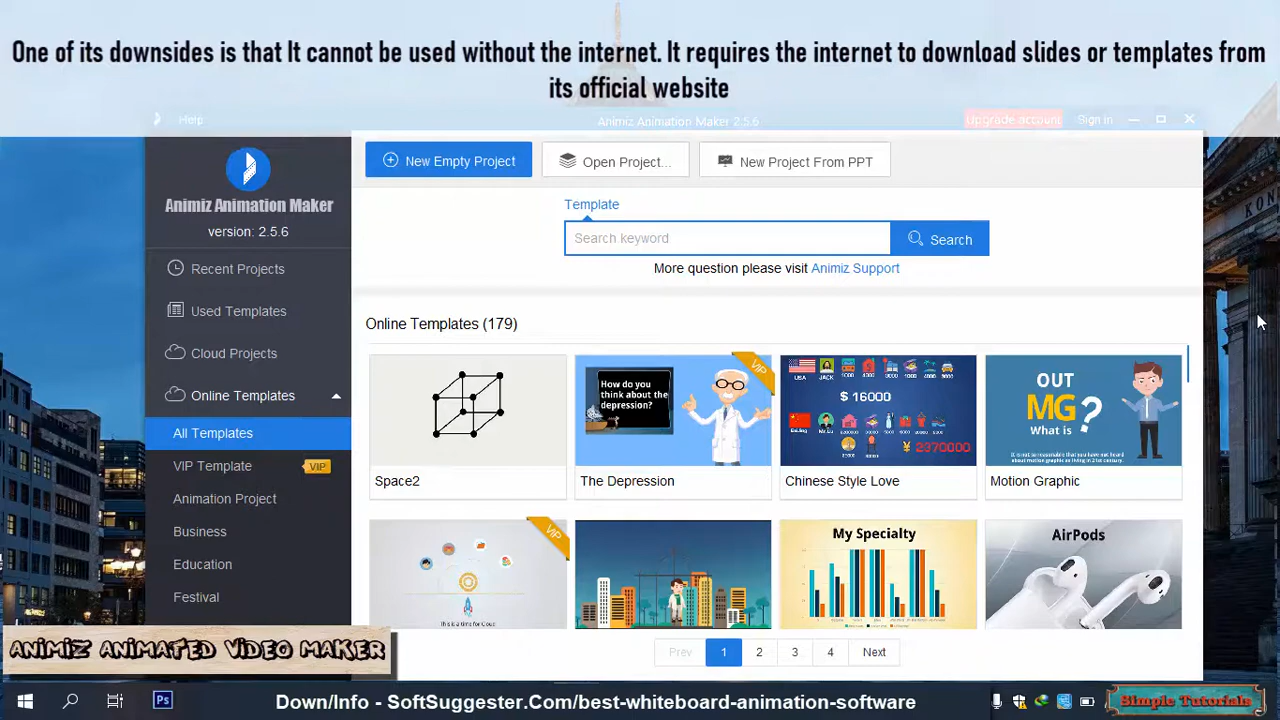 One of its downsides is that It cannot be used without the internet. It requires the internet to download slides or templates from
its official website
Help
Animiz Animation Maker 2.5.6
Upgrade account
Sign in
New Empty Project
Open Project...
New Project From PPT
Animiz Animation Maker
version: 2.5.6
Template
Search keyword
Search
More question please visit Animiz Support
Recent Projects
Used Templates
Cloud Projects
Online Templates
All Templates
VIP Template
VIP
Animation Project
Business
Education
Festival
Online Templates (179)
How do you
think about the
depression?
VIP
USA
JACK
$ 16000
¥ 2370000
OUT
MG
What is
?
Space2
The Depression
Chinese Style Love
Motion Graphic
VIP
My Specialty
AirPods
Prev
1
2
3
4
Next
ANIMIZ ANIMATED VIDEO MAKER
Ps
Down/Info - SoftSuggester.Com/best-whiteboard-animation-software
Simple Tutorials